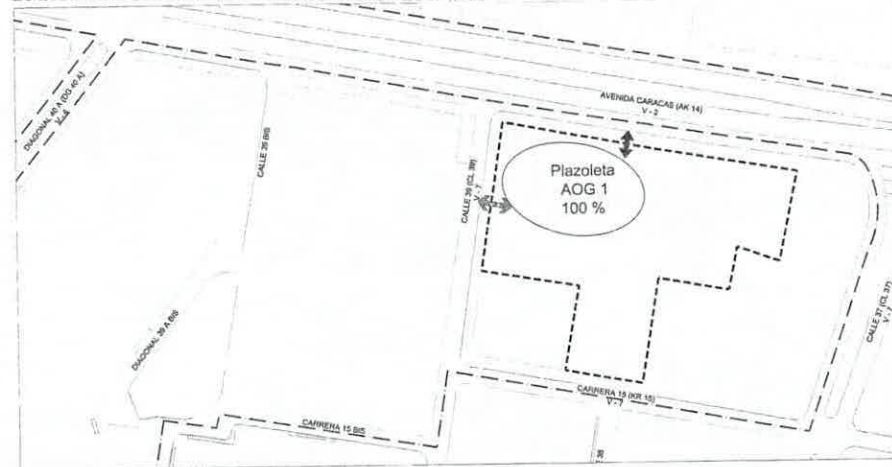 DIAGONAL 40 A (DG 40 A)
V-4
CALLE 39 BIS
AVENIDA CARACAS (AK 14)
V - 2
CALLE 39 (CL 39)
V - 7
Plazoleta
AOG 1
100 %
DIAGONAL 39 A BIS
CALLE 37 (CL 37)
V - 7
CARRERA 15 (KR 15)
V - 7
CARRERA 15 BIS